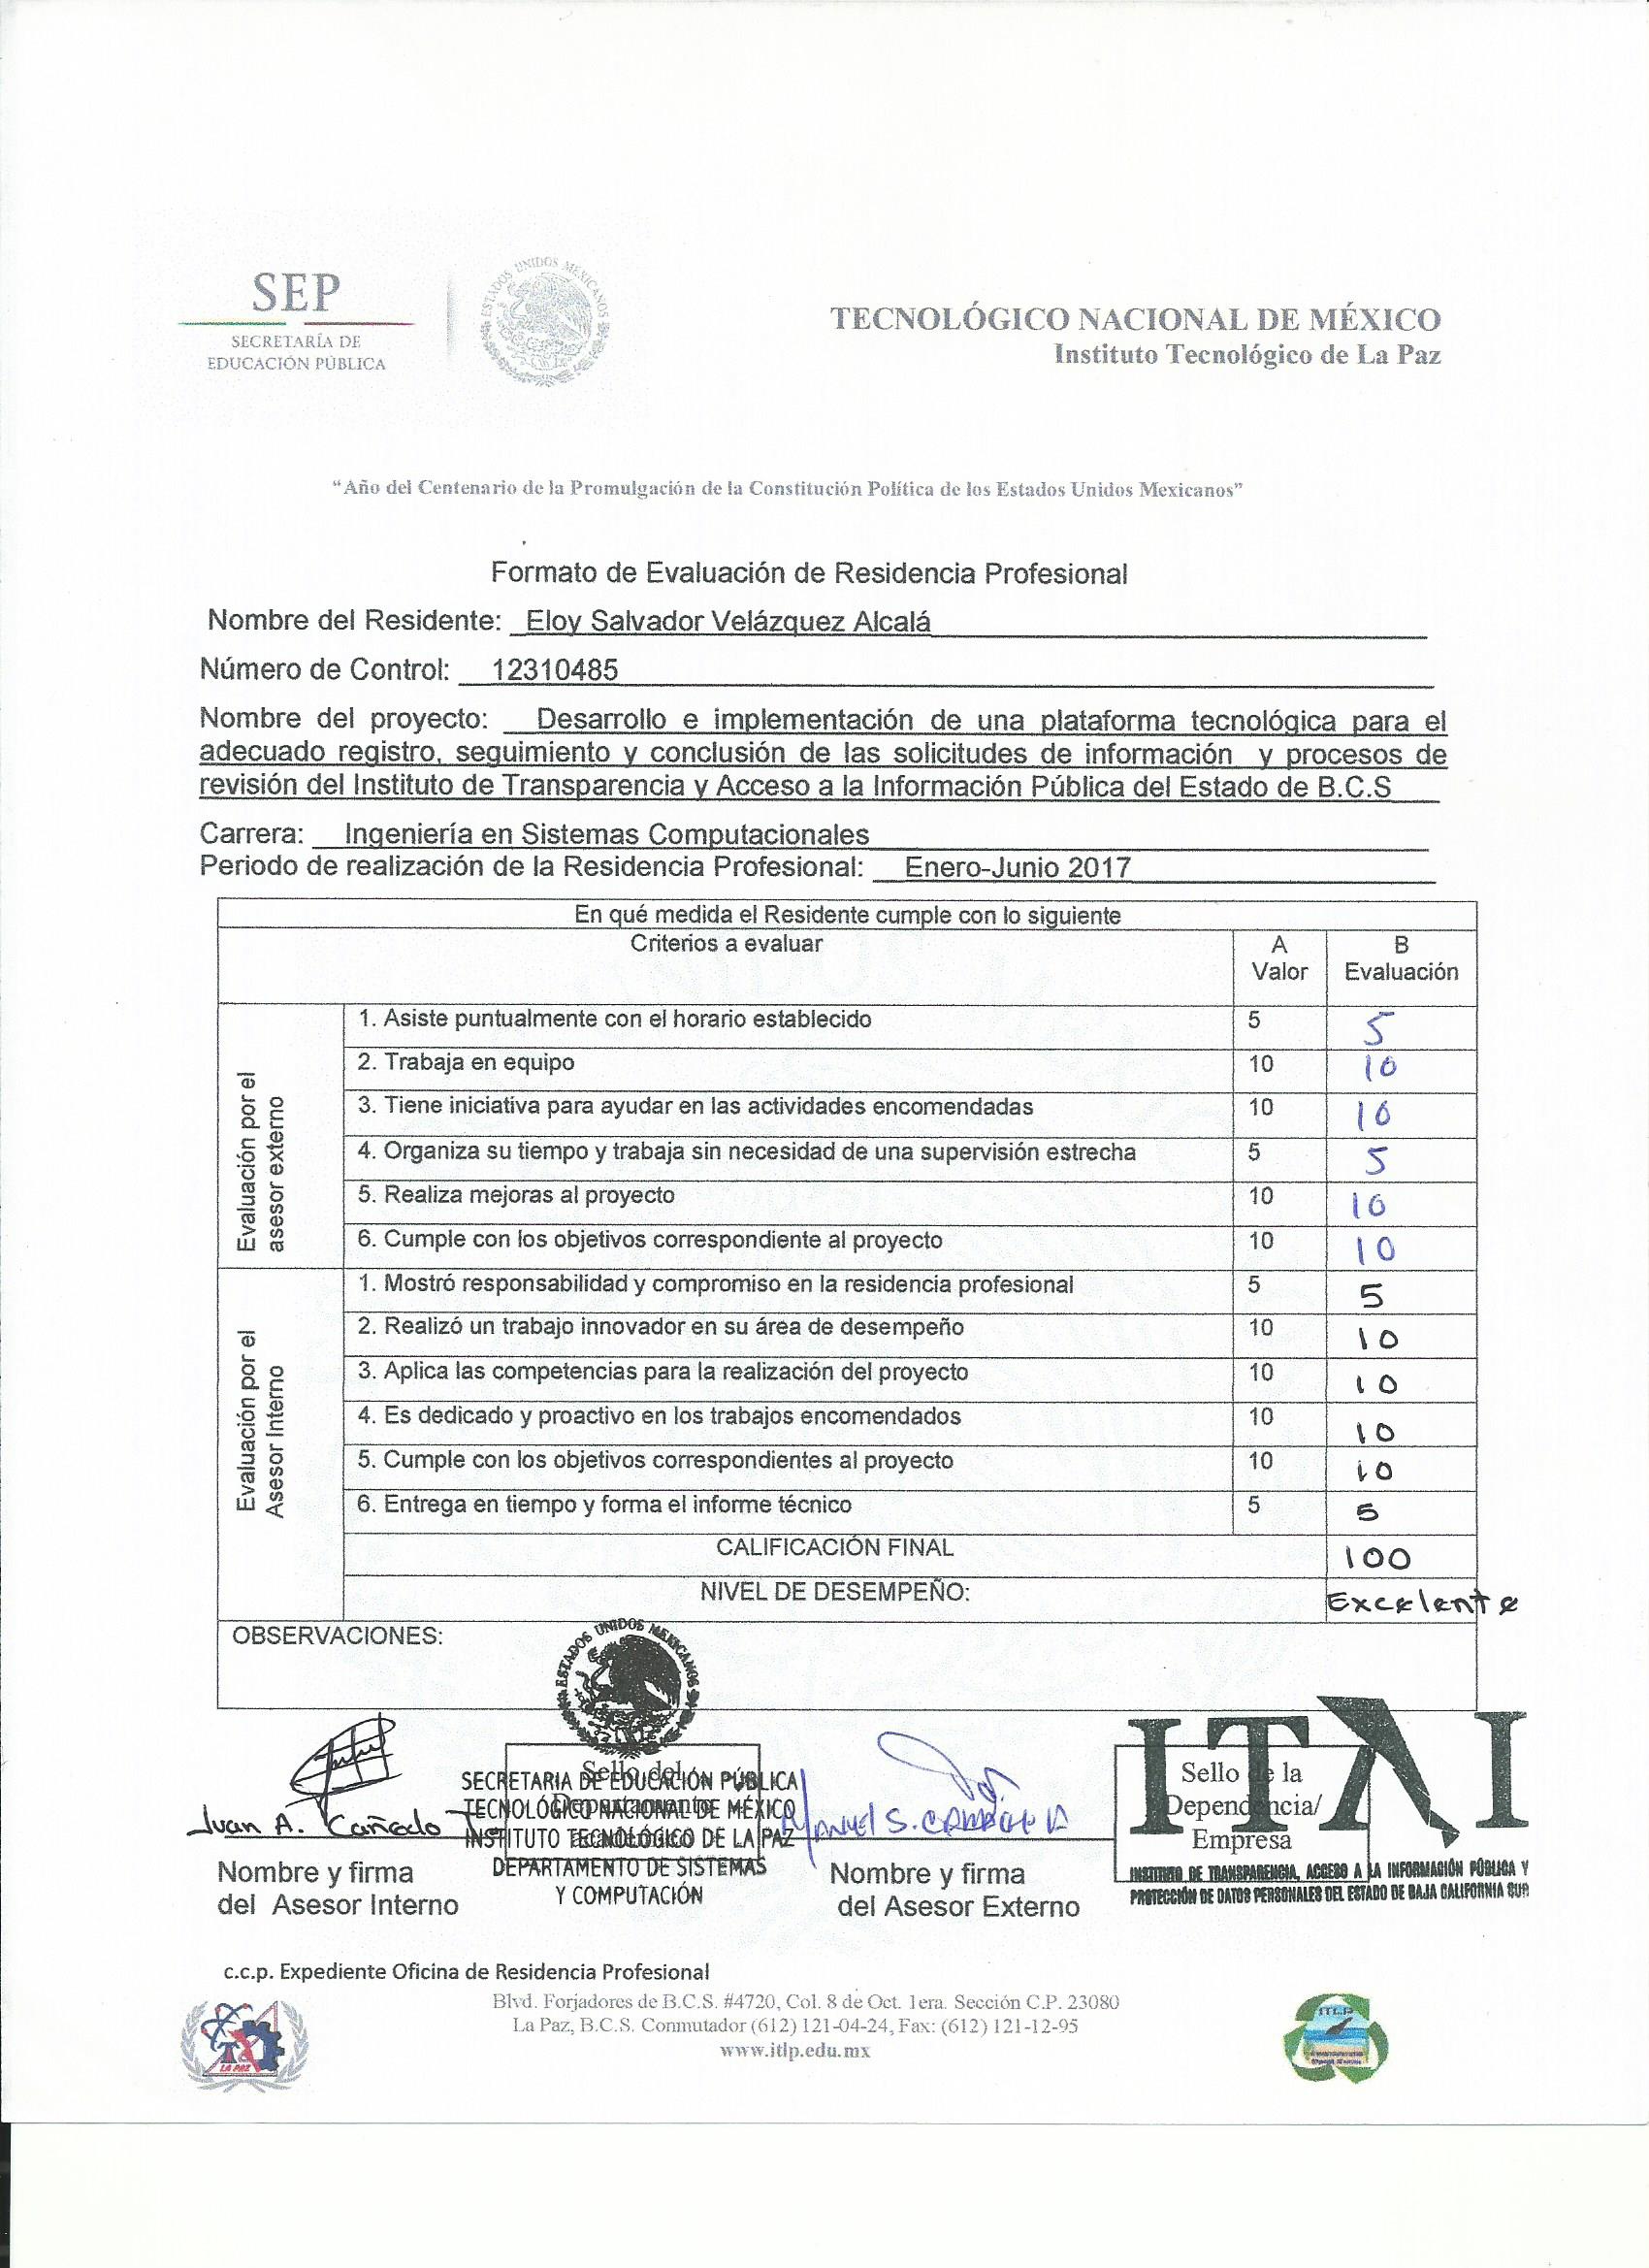 SEP
SECRETARÍA DE
EDUCACIÓN PÚBLICA
ESTADOS UNIDOS MEXICANOS
TECNOLÓGICO NACIONAL DE MÉXICO
Instituto Tecnológico de La Paz
“Año del Centenario de la Promulgación de la Constitución Política de los Estados Unidos Mexicanos”
Formato de Evaluación de Residencia Profesional
Nombre del Residente: Eloy Salvador Velázquez Alcalá
Número de Control: 12310485
Nombre del proyecto: Desarrollo e implementación de una plataforma tecnológica para el
adecuado registro, seguimiento y conclusión de las solicitudes de información y procesos de
revisión del Instituto de Transparencia y Acceso a la Información Pública del Estado de B.C.S
Carrera: Ingeniería en Sistemas Computacionales
Periodo de realización de la Residencia Profesional: Enero-Junio 2017
En qué medida el Residente cumple con lo siguiente
Criterios a evaluar A Valor B Evaluación
Evaluación por el asesor externo
1. Asiste puntualmente con el horario establecido 5 5
2. Trabaja en equipo 10 10
3. Tiene iniciativa para ayudar en las actividades encomendadas 10 10
4. Organiza su tiempo y trabaja sin necesidad de una supervisión estrecha 5 5
5. Realiza mejoras al proyecto 10 10
6. Cumple con los objetivos correspondiente al proyecto 10 10
Evaluación por el Asesor Interno
1. Mostró responsabilidad y compromiso en la residencia profesional 5 5
2. Realizó un trabajo innovador en su área de desempeño 10 10
3. Aplica las competencias para la realización del proyecto 10 10
4. Es dedicado y proactivo en los trabajos encomendados 10 10
5. Cumple con los objetivos correspondientes al proyecto 10 10
6. Entrega en tiempo y forma el informe técnico 5 5
CALIFICACIÓN FINAL 100
NIVEL DE DESEMPEÑO: Excelente
OBSERVACIONES:
ESTADOS UNIDOS MEXICANOS
SECRETARIA DE EDUCACIÓN PÚBLICA
TECNOLÓGICO NACIONAL DE MÉXICO
INSTITUTO TECNOLÓGICO DE LA PAZ
DEPARTAMENTO DE SISTEMAS
Y COMPUTACIÓN
Sello del
Departamento
Juan A. Cañedo
Nombre y firma
del Asesor Interno
Manuel S.
Nombre y firma
del Asesor Externo
ITAI
Sello de la
Dependencia/
Empresa
INSTITUTO DE TRANSPARENCIA, ACCESO A LA INFORMACIÓN PÚBLICA Y
PROTECCIÓN DE DATOS PERSONALES DEL ESTADO DE BAJA CALIFORNIA SUR
c.c.p. Expediente Oficina de Residencia Profesional
Blvd. Forjadores de B.C.S. #4720, Col. 8 de Oct. 1era. Sección C.P. 23080
La Paz, B.C.S. Conmutador (612) 121-04-24, Fax: (612) 121-12-95
www.itlp.edu.mx
LA PAZ
ITLP